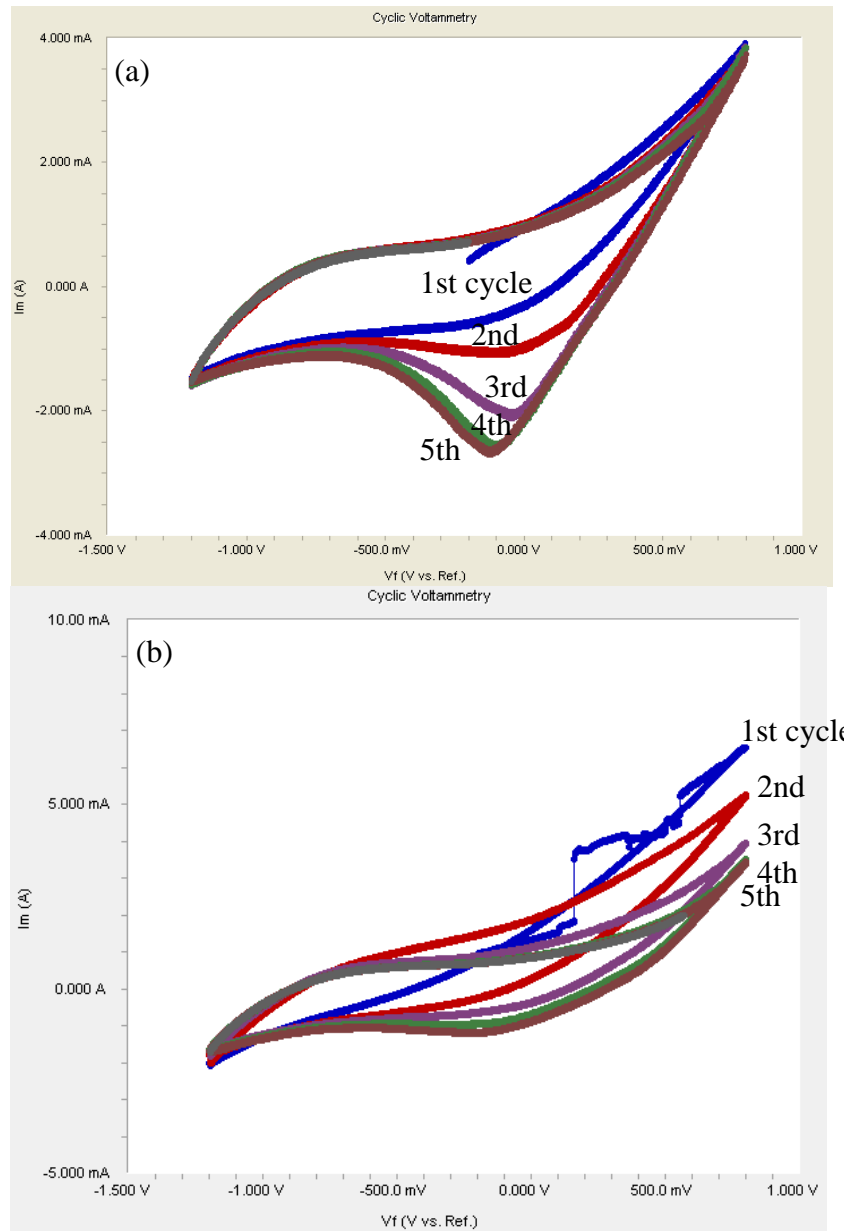 Cyclic Voltammetry
(a)
4.000 mA
2.000 mA
0.000 A
-2.000 mA
-4.000 mA
Im (A)
1st cycle
2nd
3rd
4th
5th
-1.500 V -1.000 V -500.0 mV 0.000 V 500.0 mV 1.000 V
Vf (V vs. Ref.)
Cyclic Voltammetry
(b)
10.00 mA
5.000 mA
0.000 A
-5.000 mA
Im (A)
1st cycle
2nd
3rd
4th
5th
-1.500 V -1.000 V -500.0 mV 0.000 V 500.0 mV 1.000 V
Vf (V vs. Ref.)